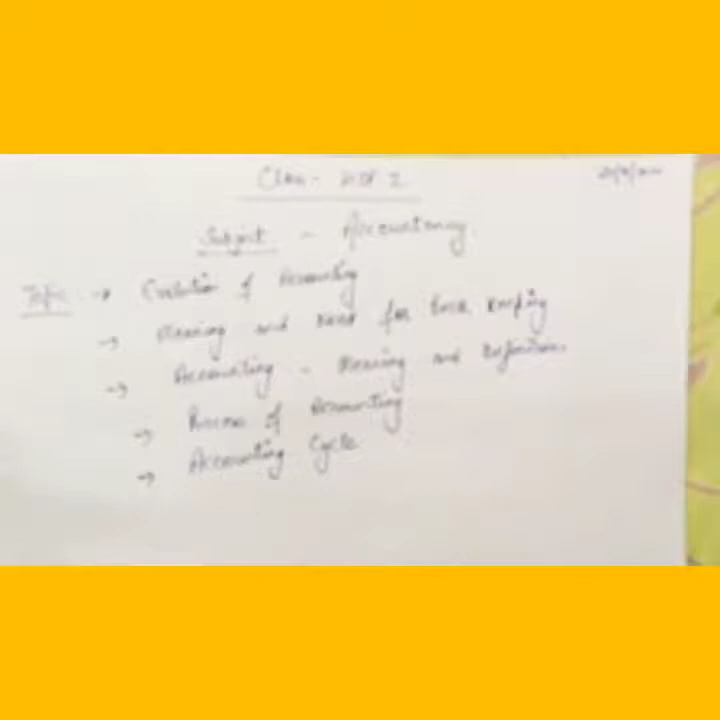 Class -
Subject - Accountancy
Topic → Evolution of Accounting
→ Meaning and Need for Book Keeping
→ Accounting - Meaning and Definition
→ Process of Accounting
→ Accounting Cycle